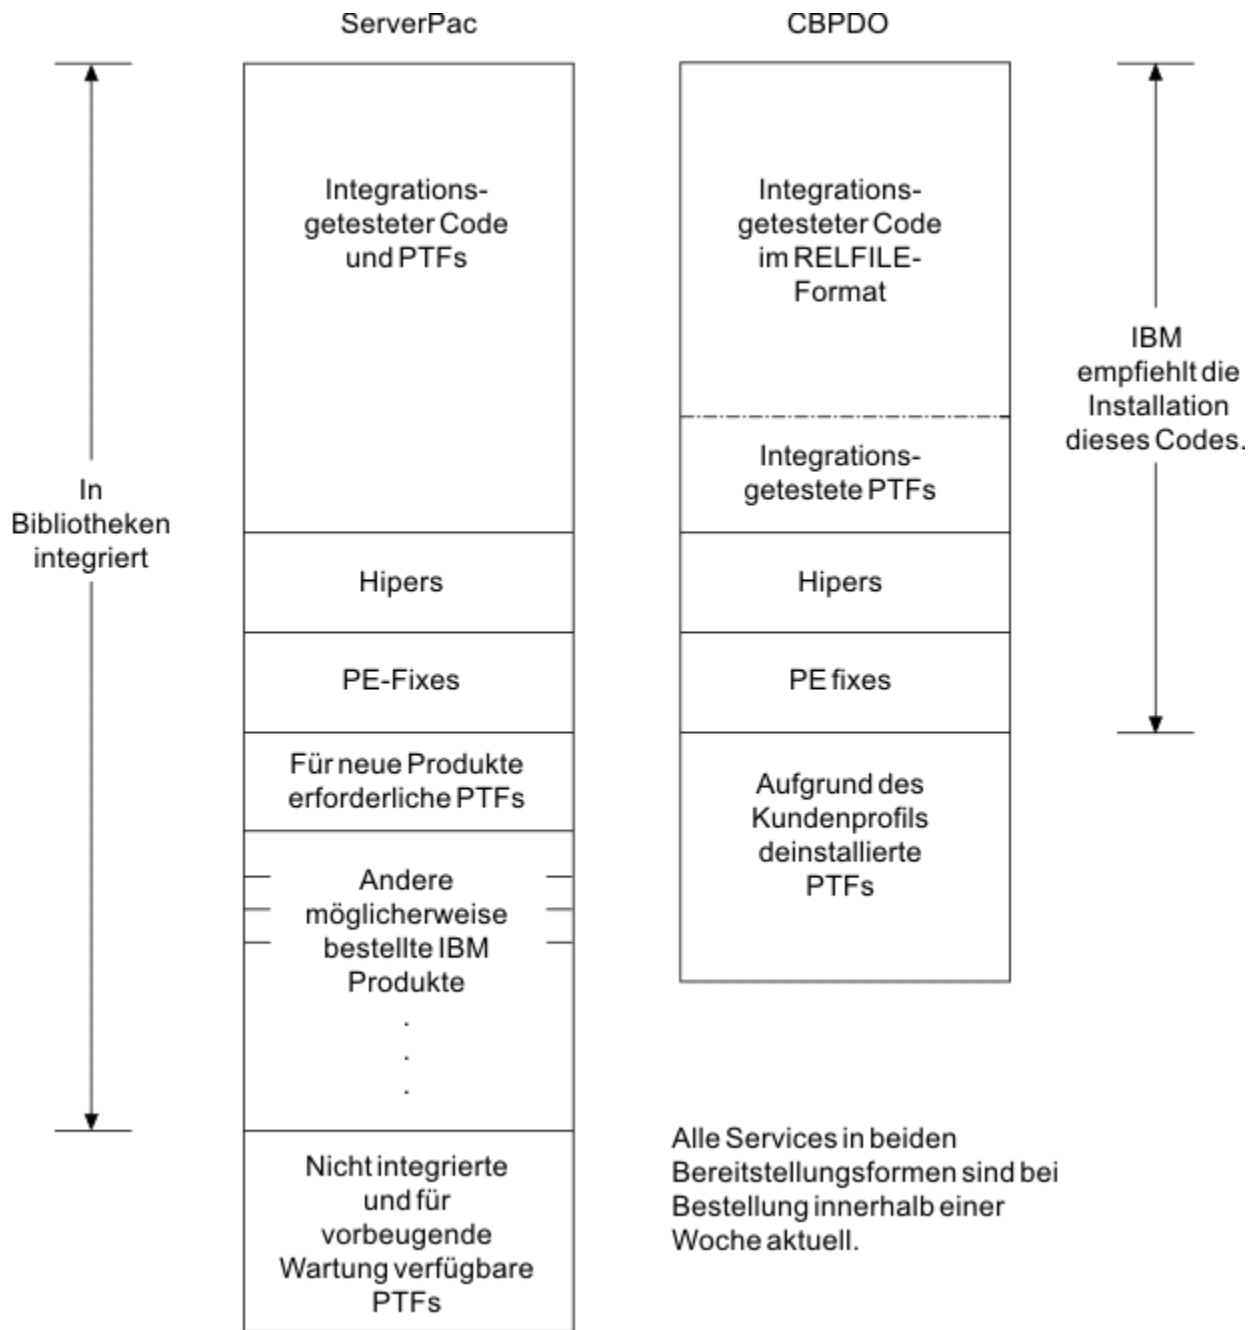 ServerPac
CBPDO
Integrations-
getesteter Code
und PTFs
Integrations-
getesteter Code
im RELFILE-
Format
IBM
empfiehlt die
Installation
dieses Codes.
Integrations-
getestete PTFs
In
Bibliotheken
integriert
Hipers
Hipers
PE-Fixes
PE fixes
Für neue Produkte
erforderliche PTFs
Aufgrund des
Kundenprofils
deinstallierte
PTFs
Andere
möglicherweise
bestellte IBM
Produkte
.
.
.
Nicht integrierte
und für
vorbeugende
Wartung verfügbare
PTFs
Alle Services in beiden
Bereitstellungsformen sind bei
Bestellung innerhalb einer
Woche aktuell.